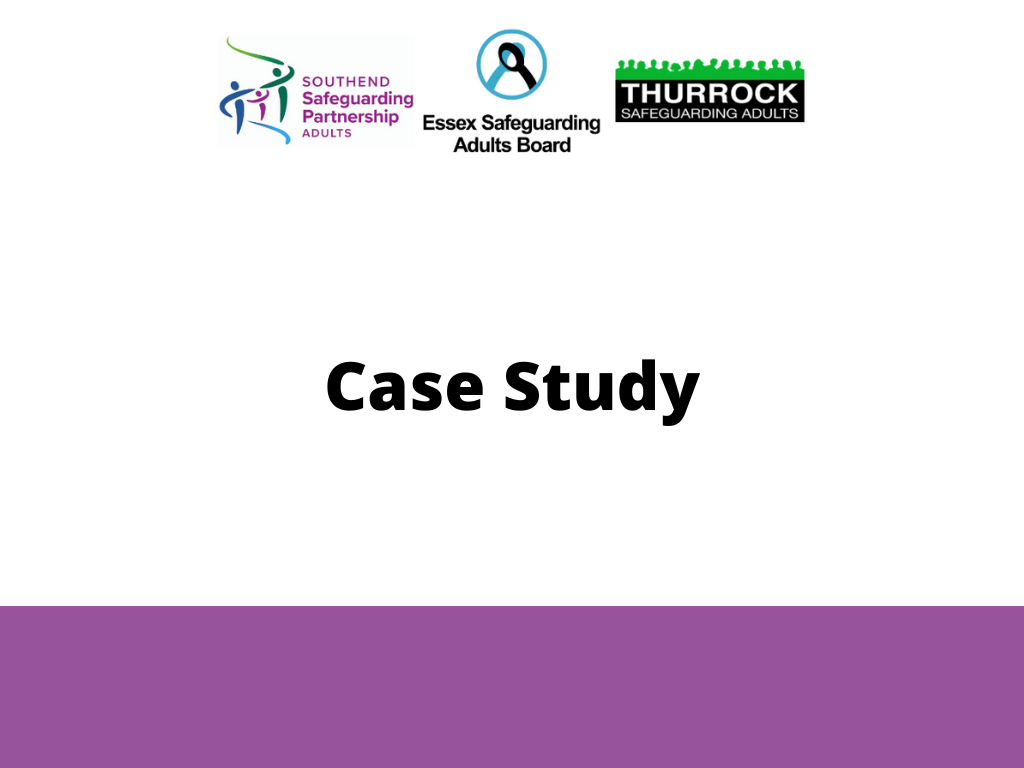 SOUTHEND
Safeguarding
Partnership
ADULTS
Essex Safeguarding
Adults Board
THURROCK
SAFEGUARDING ADULTS
Case Study